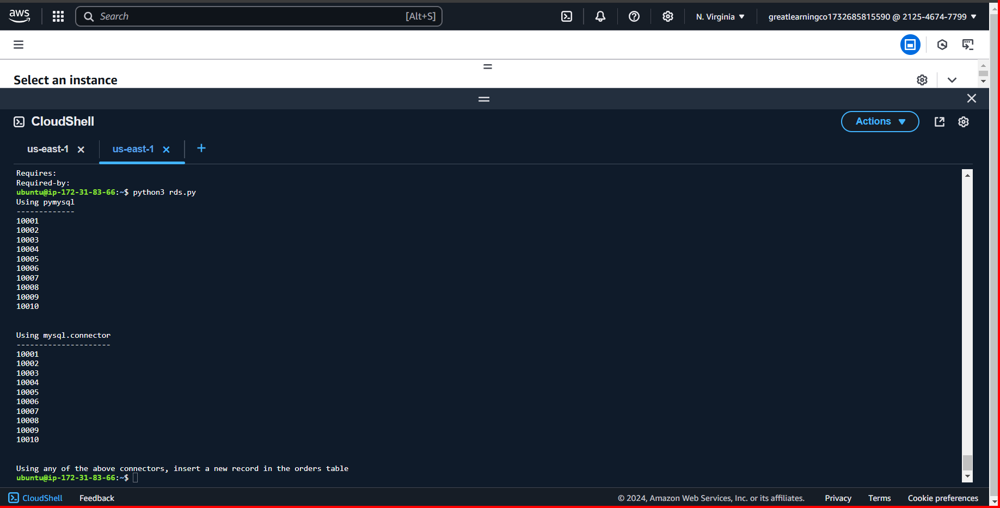 aws
Search [Alt+S]
N. Virginia
greatlearningco1732685815590 @ 2125-4674-7799
Select an instance
CloudShell
Actions
us-east-1
us-east-1
Requires:
Required-by:
ubuntu@ip-172-31-83-66:~$ python3 rds.py
Using pymysql
-------------
10001
10002
10003
10004
10005
10006
10007
10008
10009
10010
Using mysql.connector
---------------------
10001
10002
10003
10004
10005
10006
10007
10008
10009
10010
Using any of the above connectors, insert a new record in the orders table
ubuntu@ip-172-31-83-66:~$
CloudShell Feedback © 2024, Amazon Web Services, Inc. or its affiliates. Privacy Terms Cookie preferences